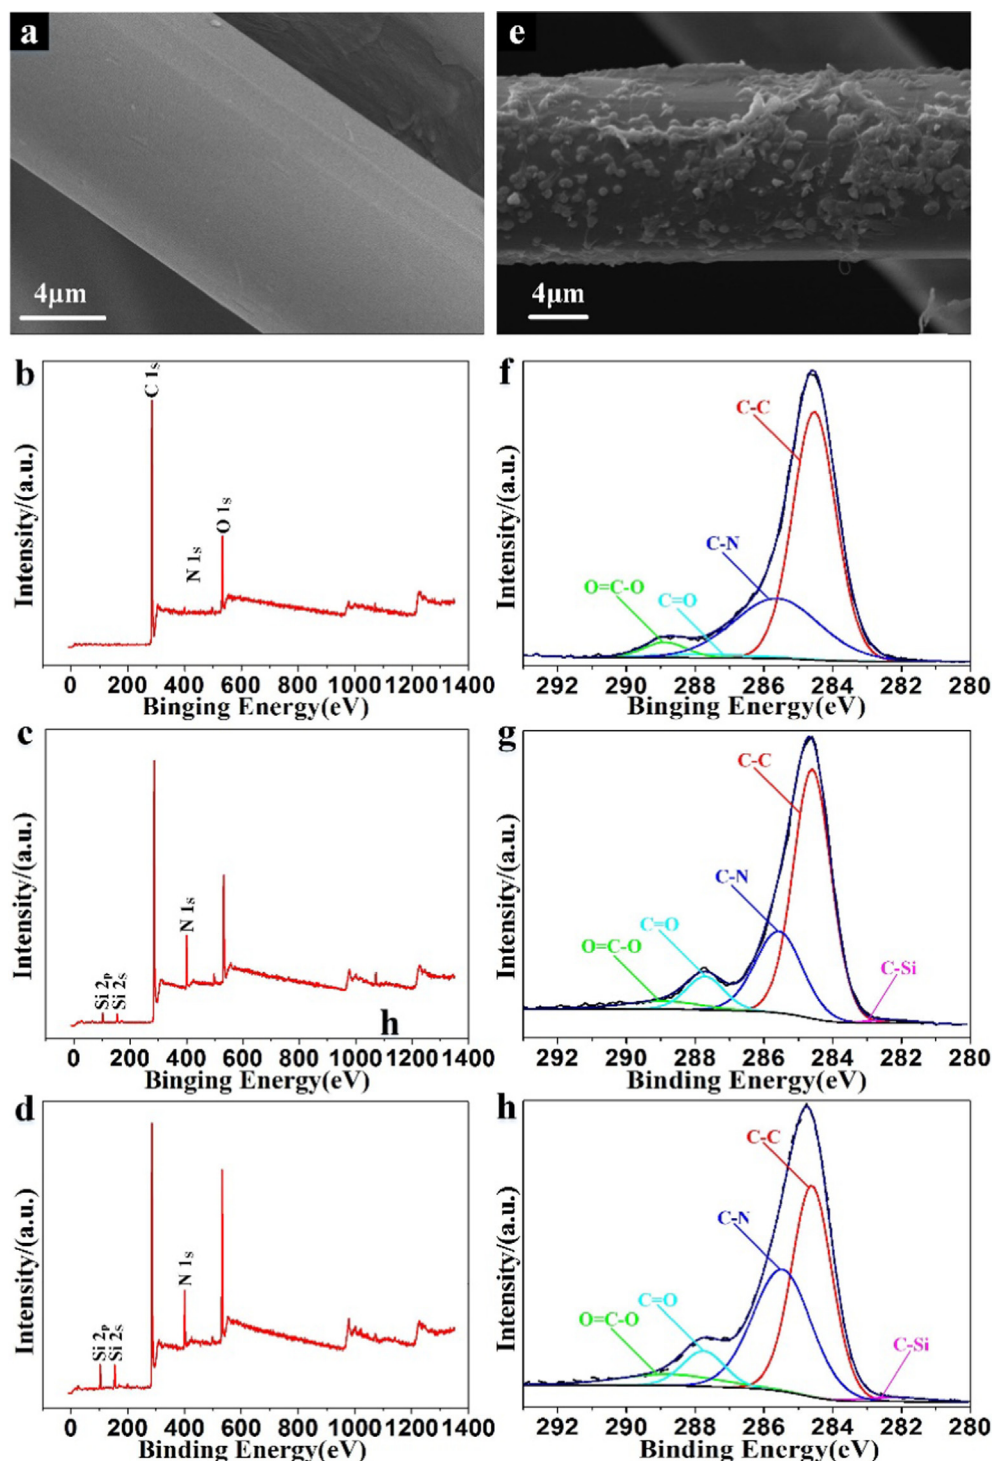 a
4μm
e
4μm
b
C 1s
N 1s
O 1s
Intensity/(a.u.)
0 200 400 600 800 1000 1200 1400
Binging Energy(eV)
f
C-C
C-N
O=C-O
C=O
Intensity/(a.u.)
292 290 288 286 284 282 280
Binging Energy(eV)
c
N 1s
Si 2p
Si 2s
h
Intensity/(a.u.)
0 200 400 600 800 1000 1200 1400
Binging Energy(eV)
g
C-C
C-N
C=O
O=C-O
C-Si
Intensity/(a.u.)
292 290 288 286 284 282 280
Binding Energy(eV)
d
N 1s
Si 2p
Si 2s
Intensity/(a.u.)
0 200 400 600 800 1000 1200 1400
Binging Energy(eV)
h
C-C
C-N
C=O
O=C-O
C-Si
Intensity/(a.u.)
292 290 288 286 284 282 280
Binding Energy(eV)